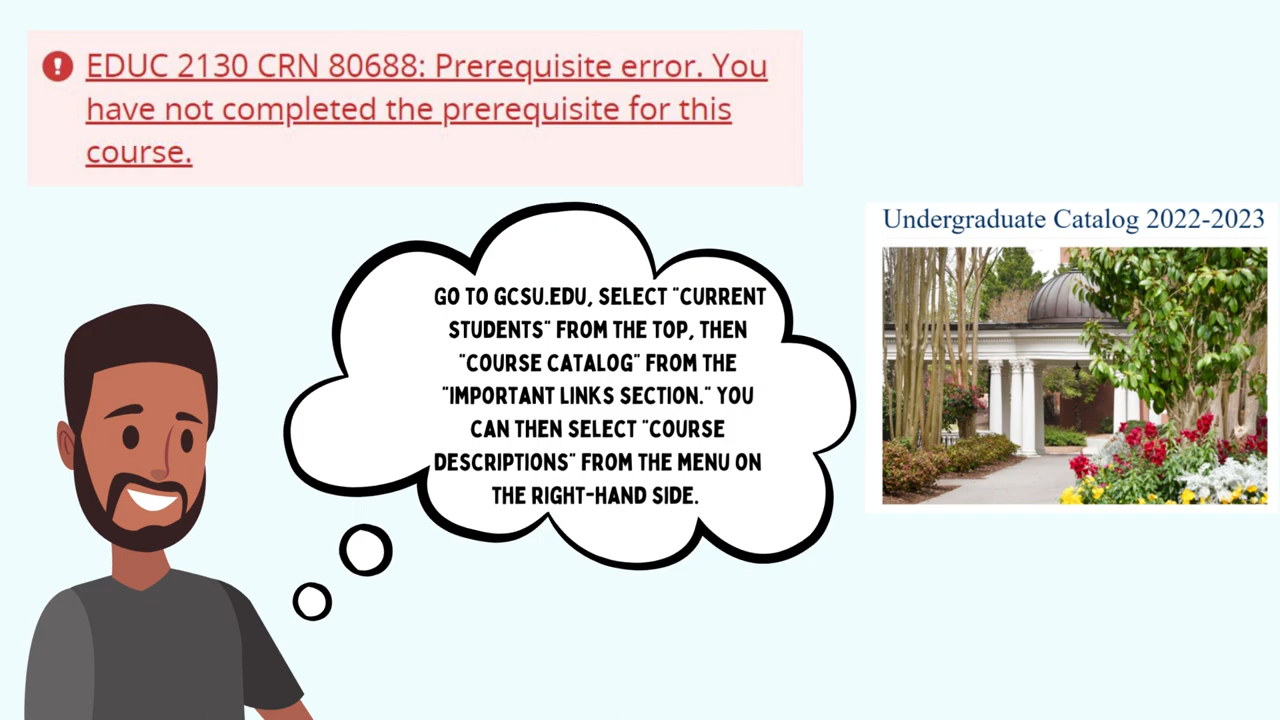 EDUC 2130 CRN 80688: Prerequisite error. You
have not completed the prerequisite for this
course.
Undergraduate Catalog 2022-2023
GO TO GCSU.EDU, SELECT "CURRENT
STUDENTS" FROM THE TOP, THEN
"COURSE CATALOG" FROM THE
"IMPORTANT LINKS SECTION." YOU
CAN THEN SELECT "COURSE
DESCRIPTIONS" FROM THE MENU ON
THE RIGHT-HAND SIDE.